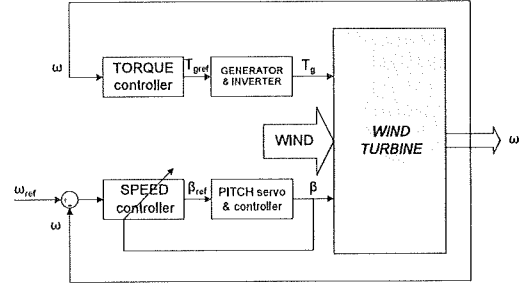 ω
TORQUE
controller
T_gref
GENERATOR
& INVERTER
T_g
WIND
WIND
TURBINE
ω
ω_ref
+
-
ω
SPEED
controller
β_ref
PITCH servo
& controller
β